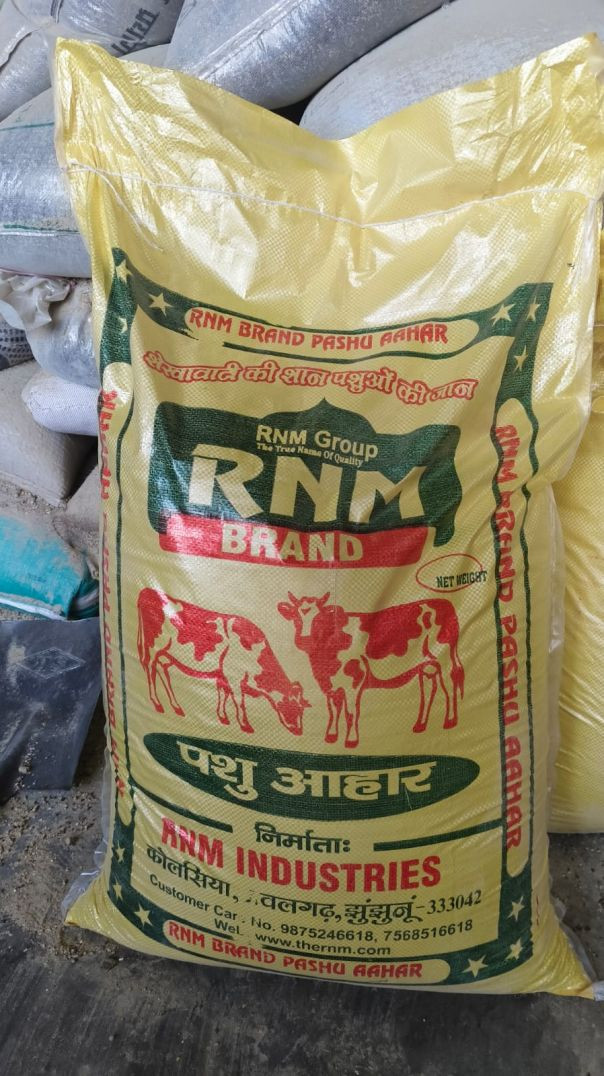 RNM BRAND PASHU AAHAR
शेखावाटी की शान पशुओं की जान
RNM Group
The True Name Of Quality
RNM
BRAND
NET WEIGHT
RNM BRAND PASHU AAHAR
पशु आहार
निर्माताः
RNM INDUSTRIES
कोलसिया, झुंझुनूं-333042
Customer No. 9875246618, 7568516618
www.thernm.com
RNM BRAND PASHU AAHAR